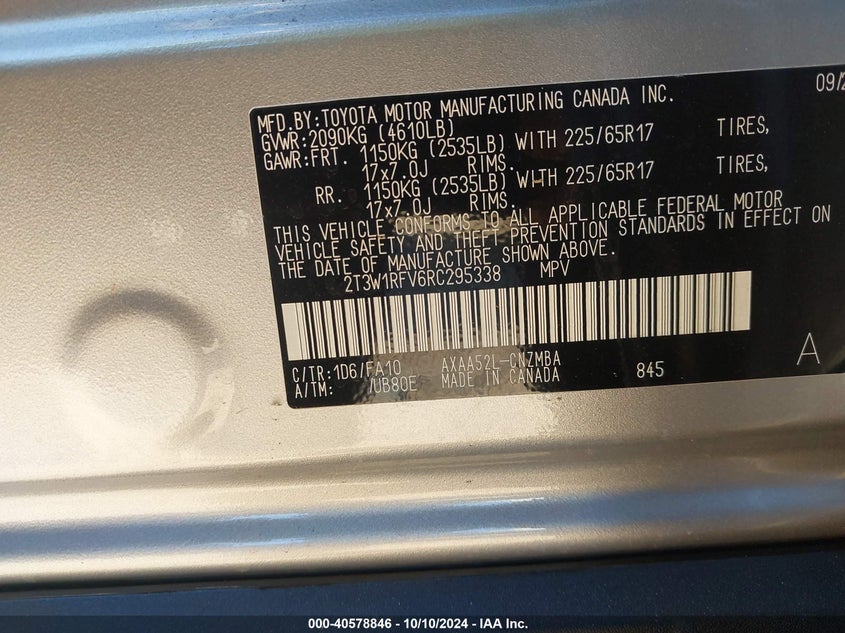 09/2
MFD.BY:TOYOTA MOTOR MANUFACTURING CANADA INC.
GVWR:2090KG (4610LB)
GAWR:FRT. 1150KG (2535LB) WITH 225/65R17 TIRES,
17x7.0J RIMS.
RR. 1150KG (2535LB) WITH 225/65R17 TIRES,
17x7.0J RIMS.
THIS VEHICLE CONFORMS TO ALL APPLICABLE FEDERAL MOTOR
VEHICLE SAFETY AND THEFT PREVENTION STANDARDS IN EFFECT ON
THE DATE OF MANUFACTURE SHOWN ABOVE.
2T3W1RFV6RC295338 MPV
C/TR:1D6/FA10 AXAA52L-CNZMBA
A/TM: /UB80E MADE IN CANADA 845
A
000-40578846 - 10/10/2024 - IAA Inc.